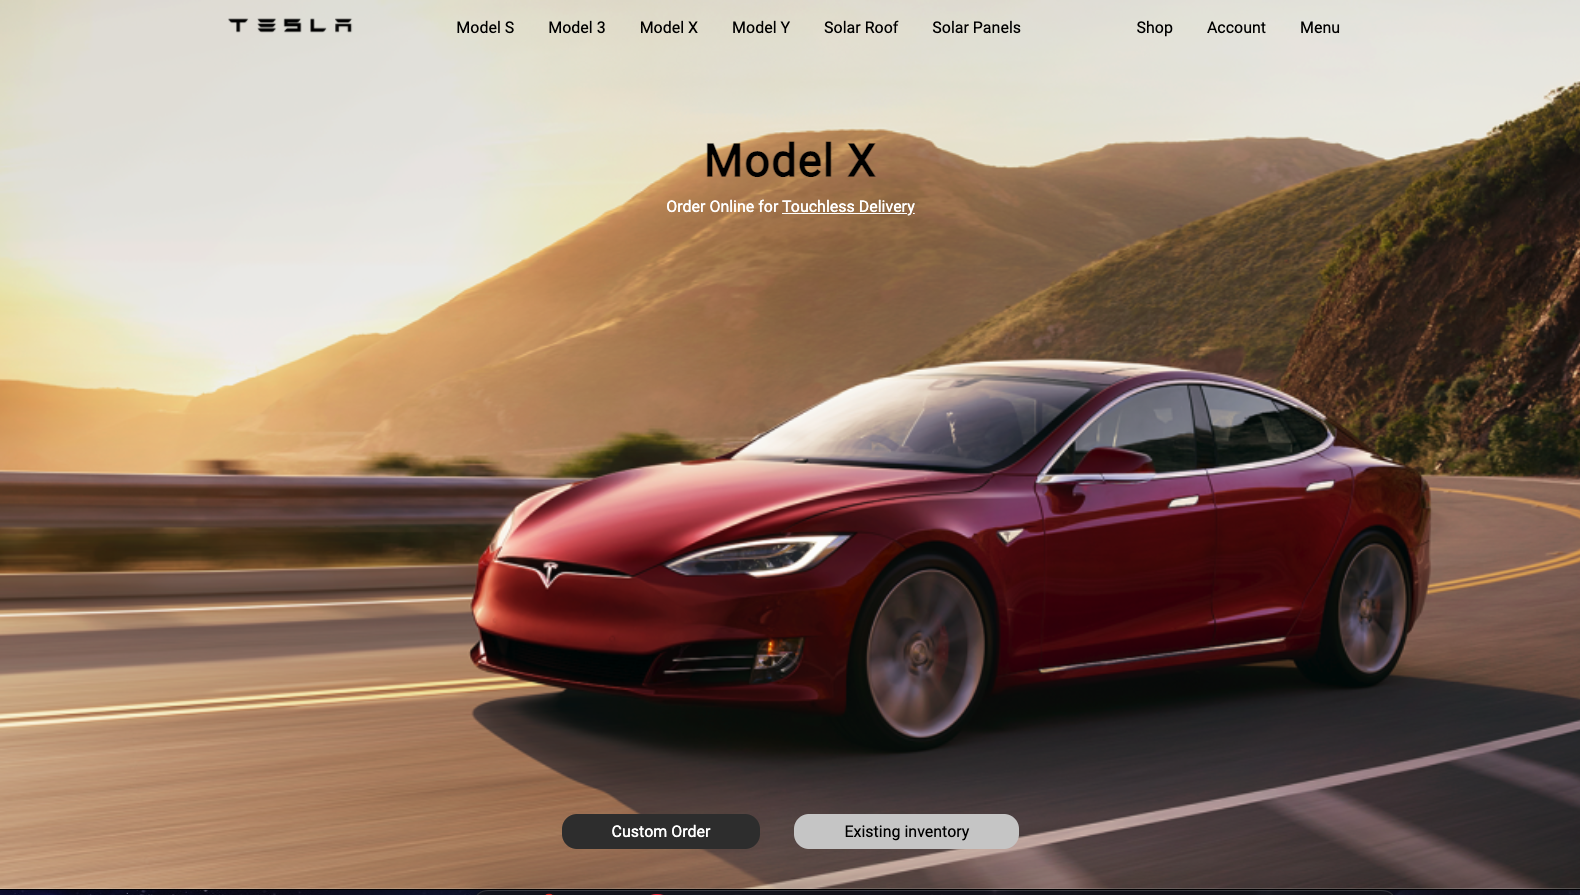 TESLA
Model S
Model 3
Model X
Model Y
Solar Roof
Solar Panels
Shop
Account
Menu
Model X
Order Online for Touchless Delivery
Custom Order
Existing inventory